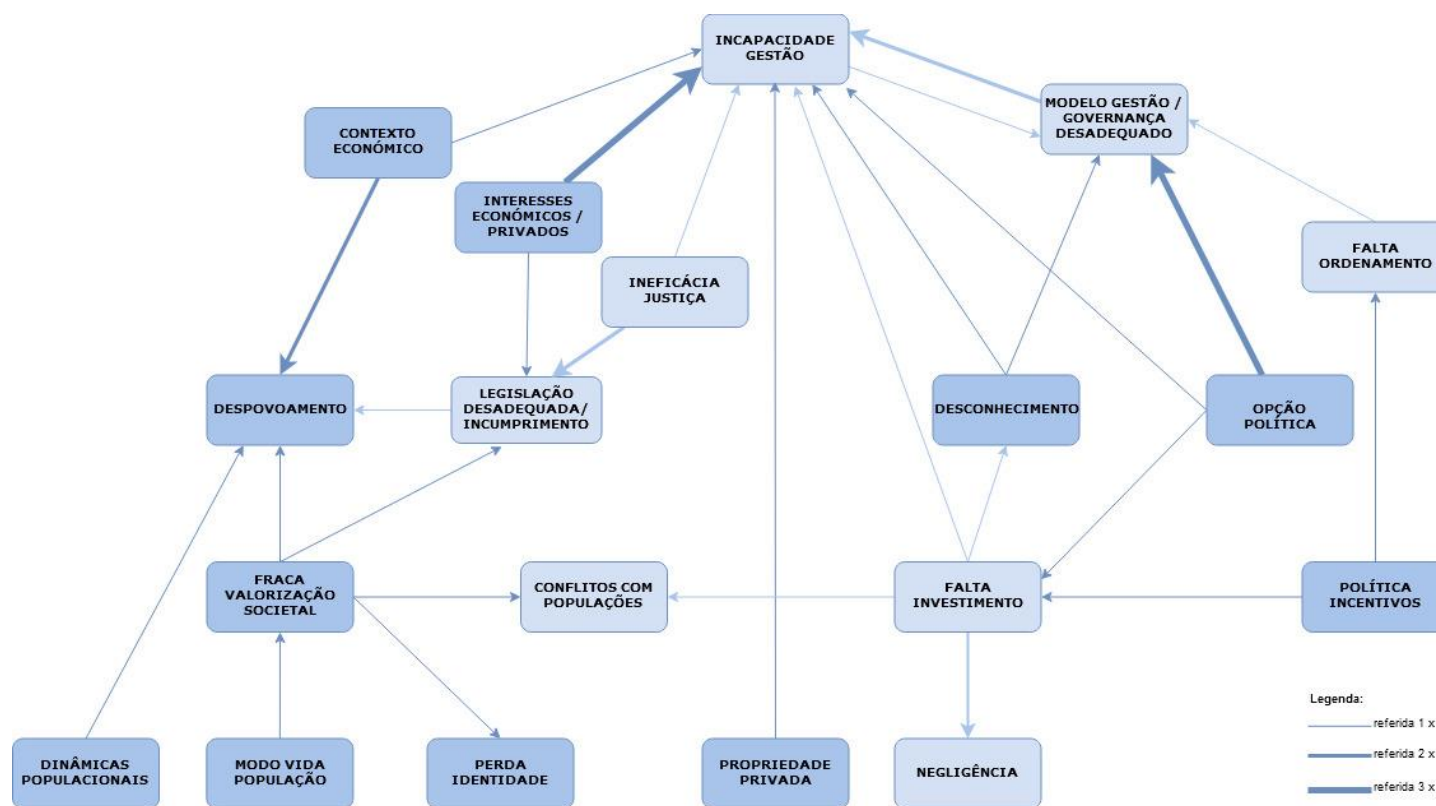 INCAPACIDADE
GESTÃO
MODELO GESTÃO /
GOVERNANÇA
DESADEQUADO
CONTEXTO
ECONÓMICO
INTERESSES
ECONÓMICOS /
PRIVADOS
FALTA
ORDENAMENTO
INEFICÁCIA
JUSTIÇA
DESPOVOAMENTO
LEGISLAÇÃO
DESADEQUADA/
INCUMPRIMENTO
DESCONHECIMENTO
OPÇÃO
POLÍTICA
FRACA
VALORIZAÇÃO
SOCIETAL
CONFLITOS COM
POPULAÇÕES
FALTA
INVESTIMENTO
POLÍTICA
INCENTIVOS
DINÂMICAS
POPULACIONAIS
MODO VIDA
POPULAÇÃO
PERDA
IDENTIDADE
PROPRIEDADE
PRIVADA
NEGLIGÊNCIA
Legenda:
referida 1 x
referida 2 x
referida 3 x